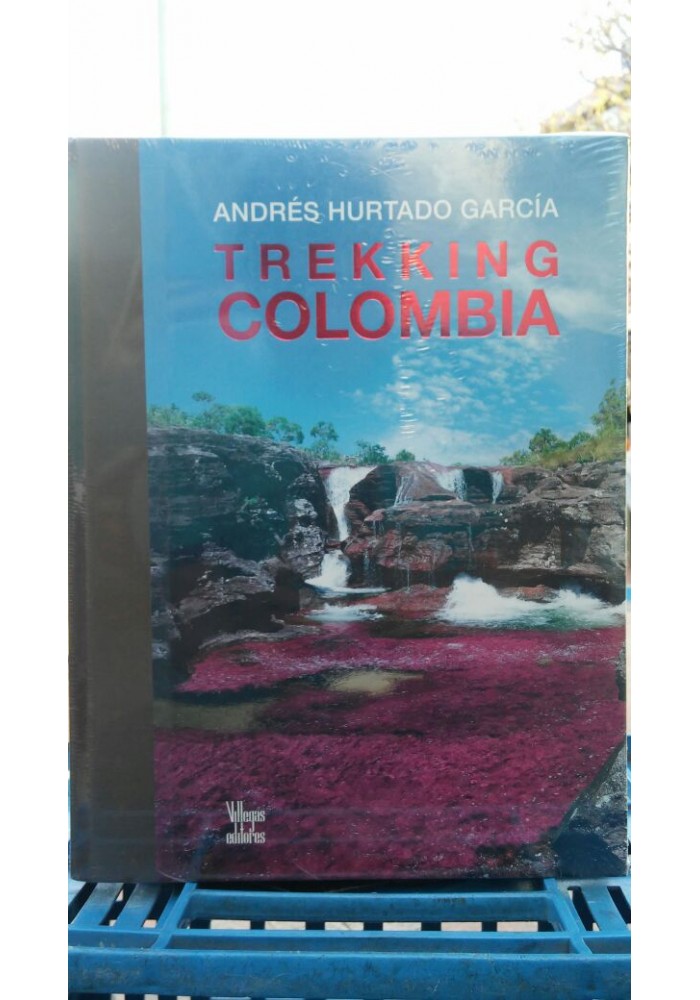 ANDRÉS HURTADO GARCÍA
TREKKING
COLOMBIA
Villegas
editores